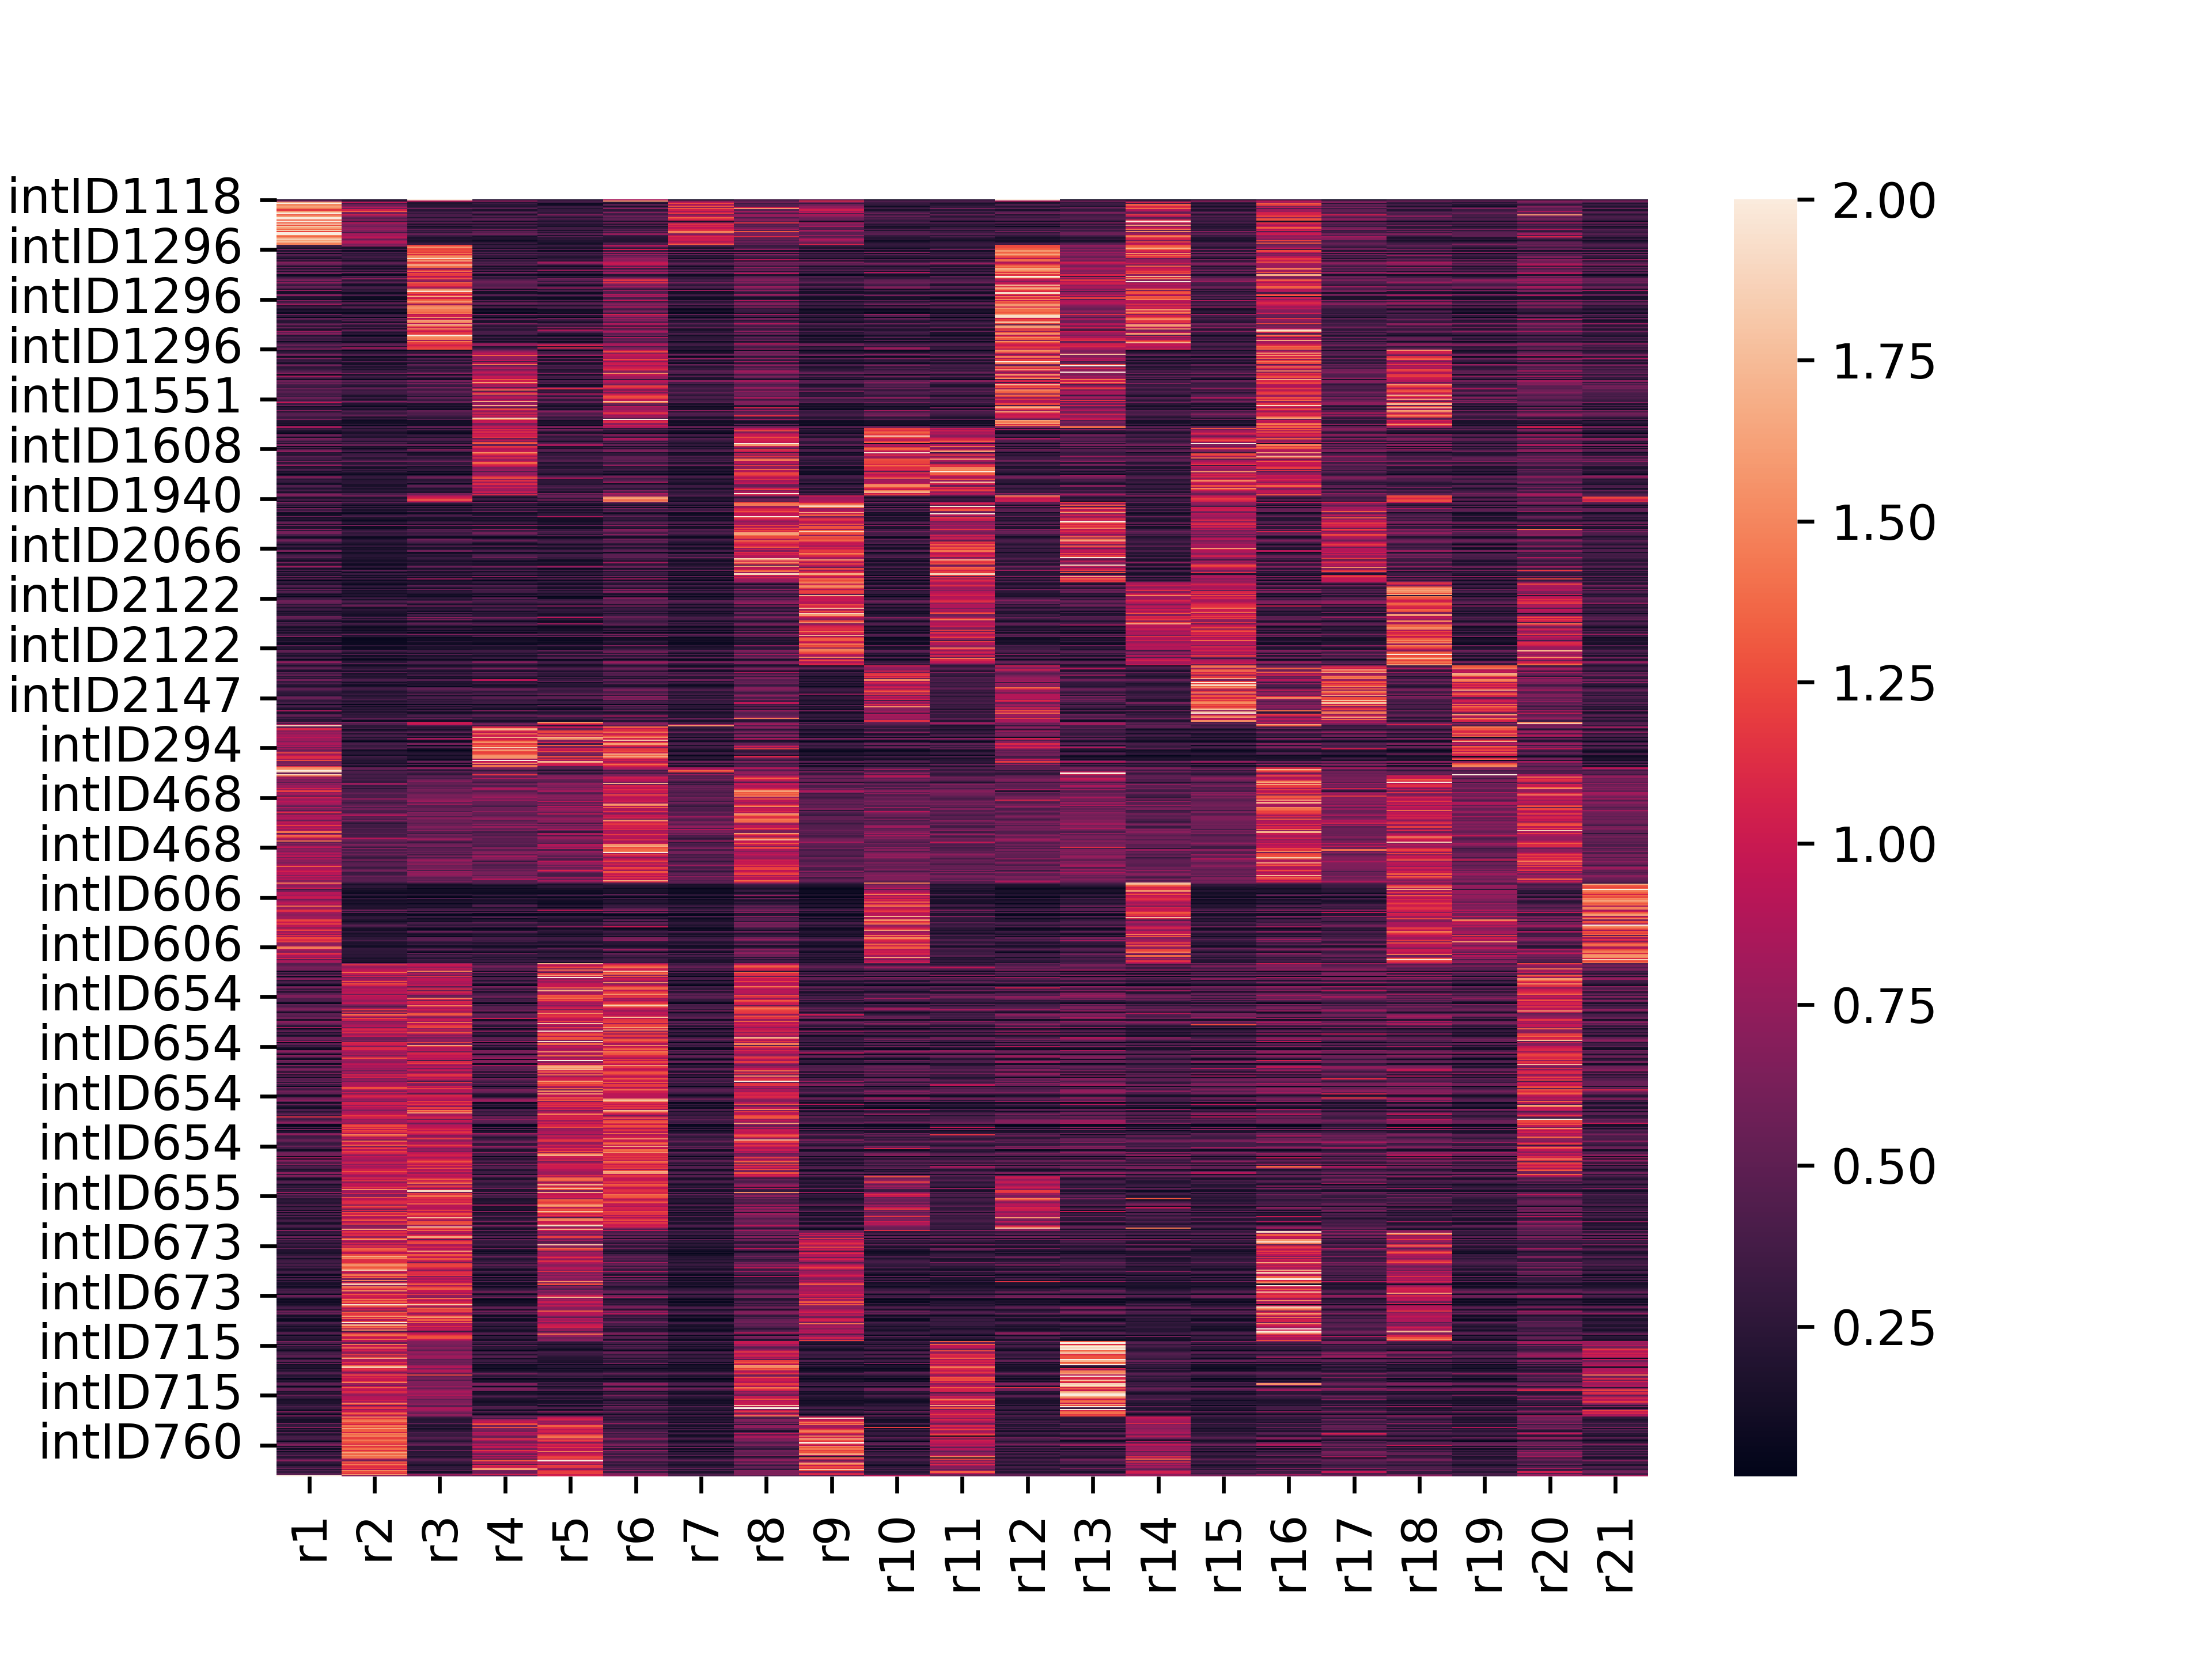 intID1118
intID1296
intID1296
intID1296
intID1551
intID1608
intID1940
intID2066
intID2122
intID2122
intID2147
intID294
intID468
intID468
intID606
intID606
intID654
intID654
intID654
intID654
intID655
intID673
intID673
intID715
intID715
intID760
r1 r2 r3 r4 r5 r6 r7 r8 r9 r10 r11 r12 r13 r14 r15 r16 r17 r18 r19 r20 r21
2.00
1.75
1.50
1.25
1.00
0.75
0.50
0.25